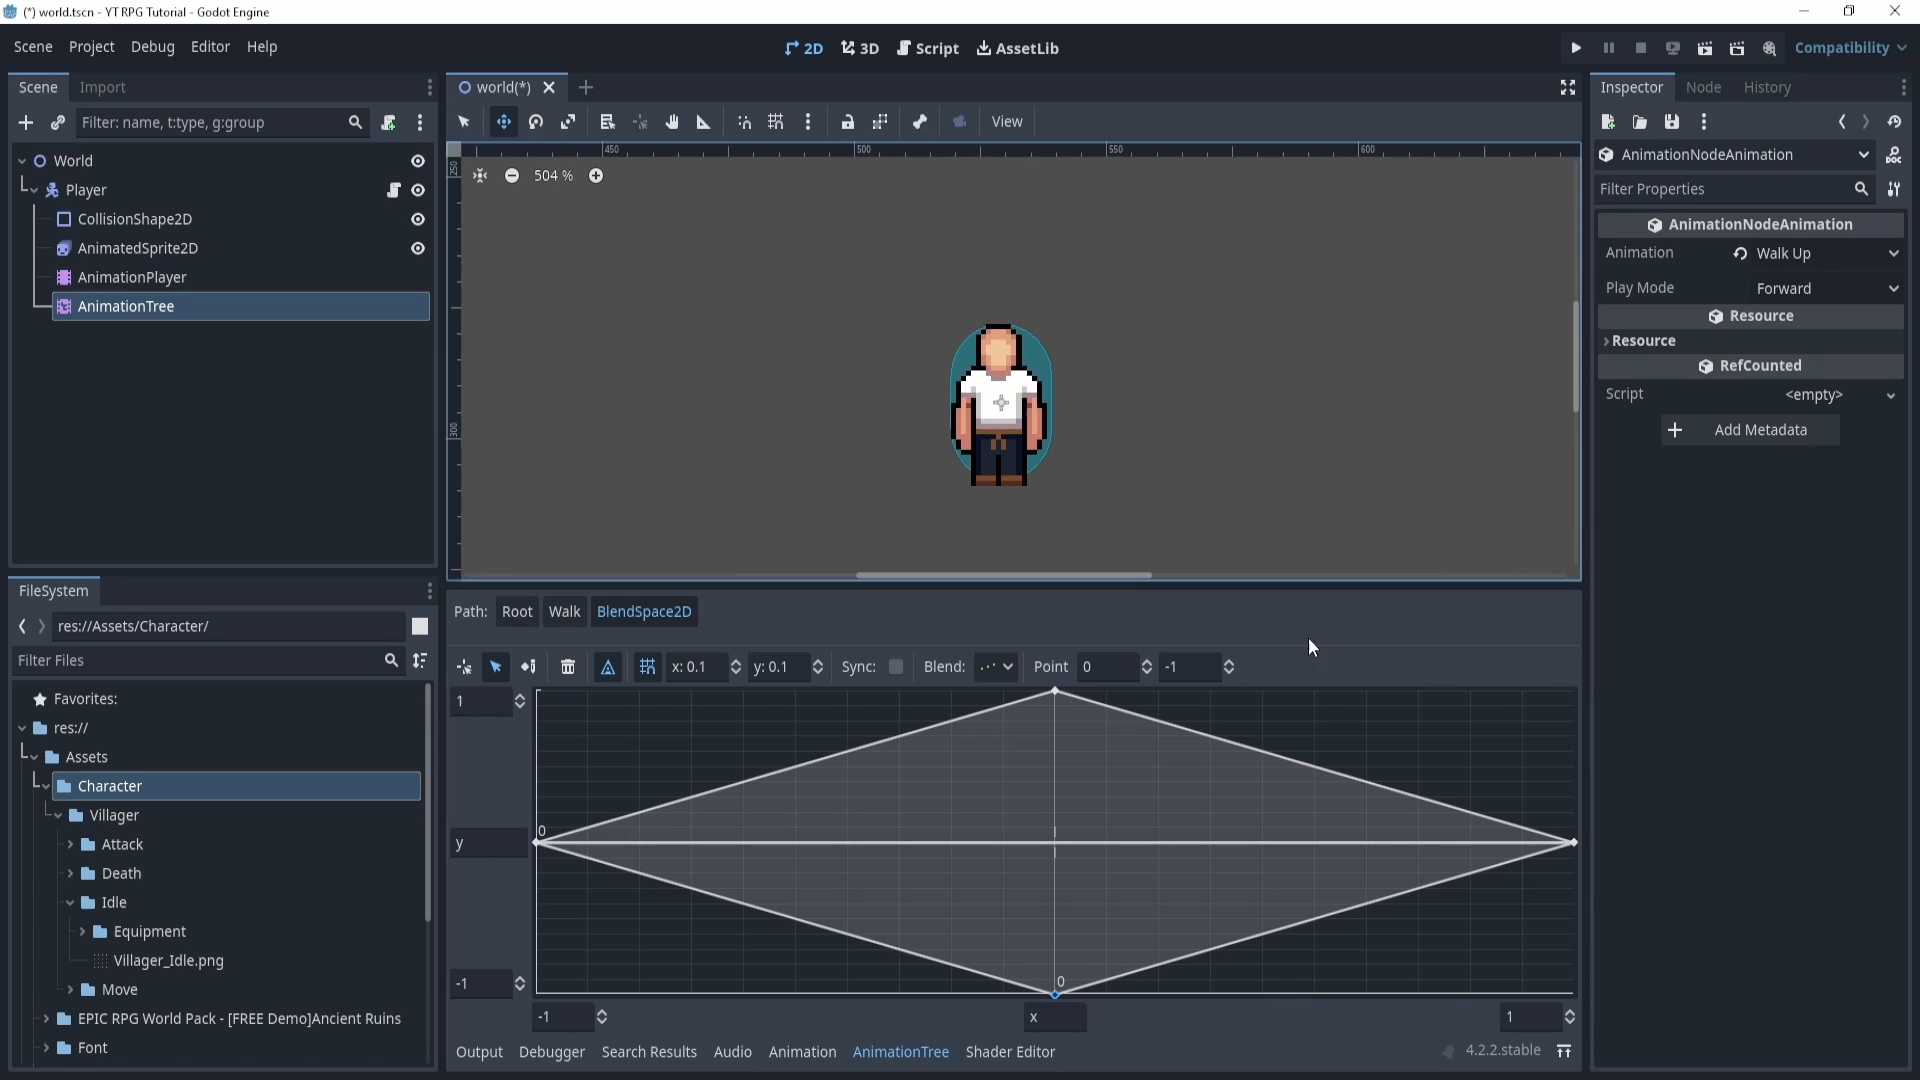 (*) world.tscn - YT RPG Tutorial - Godot Engine
Scene Project Debug Editor Help
2D 3D Script AssetLib
Compatibility
Scene Import
Filter: name, t:type, g:group
World
Player
CollisionShape2D
AnimatedSprite2D
AnimationPlayer
AnimationTree
FileSystem
res://Assets/Character/
Filter Files
Favorites:
res://
Assets
Character
Villager
Attack
Death
Idle
Equipment
Villager_Idle.png
Move
EPIC RPG World Pack - [FREE Demo]Ancient Ruins
Font
world(*)
View
450 500 550 600
250
504 %
300
Path: Root Walk BlendSpace2D
x: 0.1 y: 0.1 Sync: Blend: Point 0 -1
1
0
y
0
-1
-1 x 1
Output Debugger Search Results Audio Animation AnimationTree Shader Editor
4.2.2.stable
Inspector Node History
AnimationNodeAnimation
Filter Properties
AnimationNodeAnimation
Animation Walk Up
Play Mode Forward
Resource
Resource
RefCounted
Script <empty>
Add Metadata